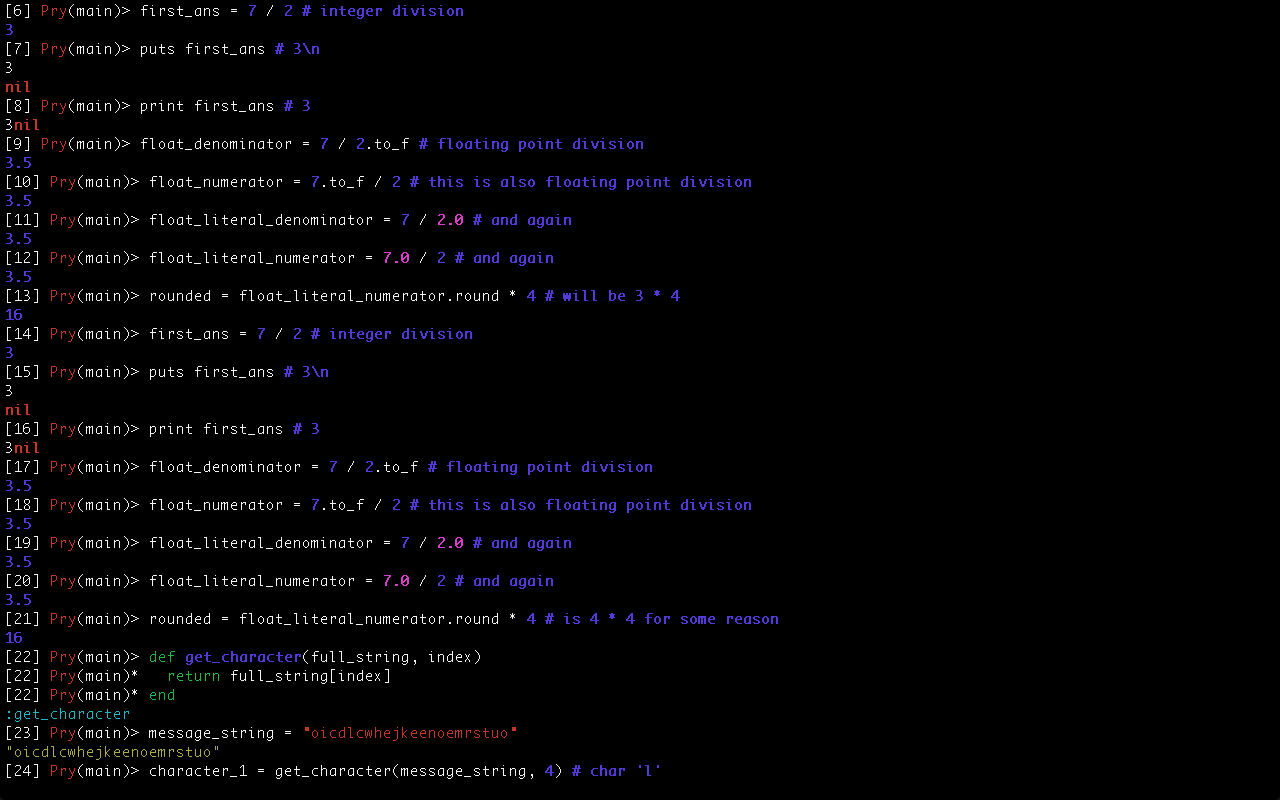 [6] Pry(main)> first_ans = 7 / 2 # integer division
3
[7] Pry(main)> puts first_ans # 3\n
3
nil
[8] Pry(main)> print first_ans # 3
3nil
[9] Pry(main)> float_denominator = 7 / 2.to_f # floating point division
3.5
[10] Pry(main)> float_numerator = 7.to_f / 2 # this is also floating point division
3.5
[11] Pry(main)> float_literal_denominator = 7 / 2.0 # and again
3.5
[12] Pry(main)> float_literal_numerator = 7.0 / 2 # and again
3.5
[13] Pry(main)> rounded = float_literal_numerator.round * 4 # will be 3 * 4
16
[14] Pry(main)> first_ans = 7 / 2 # integer division
3
[15] Pry(main)> puts first_ans # 3\n
3
nil
[16] Pry(main)> print first_ans # 3
3nil
[17] Pry(main)> float_denominator = 7 / 2.to_f # floating point division
3.5
[18] Pry(main)> float_numerator = 7.to_f / 2 # this is also floating point division
3.5
[19] Pry(main)> float_literal_denominator = 7 / 2.0 # and again
3.5
[20] Pry(main)> float_literal_numerator = 7.0 / 2 # and again
3.5
[21] Pry(main)> rounded = float_literal_numerator.round * 4 # is 4 * 4 for some reason
16
[22] Pry(main)> def get_character(full_string, index)
[22] Pry(main)*   return full_string[index]
[22] Pry(main)* end
:get_character
[23] Pry(main)> message_string = "oicdlcwhejkeenoemrstuo"
"oicdlcwhejkeenoemrstuo"
[24] Pry(main)> character_1 = get_character(message_string, 4) # char 'l'